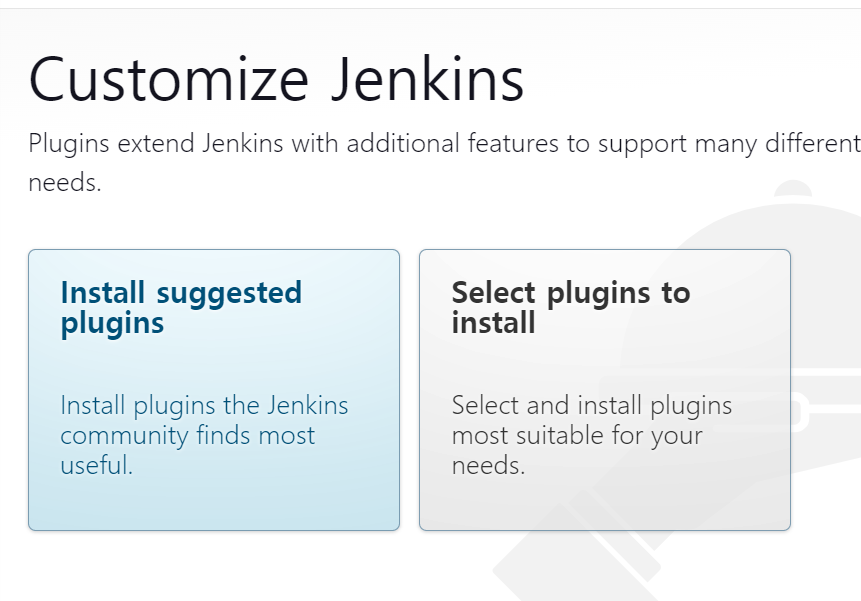 Customize Jenkins
Plugins extend Jenkins with additional features to support many different
needs.
Install suggested
plugins
Install plugins the Jenkins
community finds most
useful.
Select plugins to
install
Select and install plugins
most suitable for your
needs.